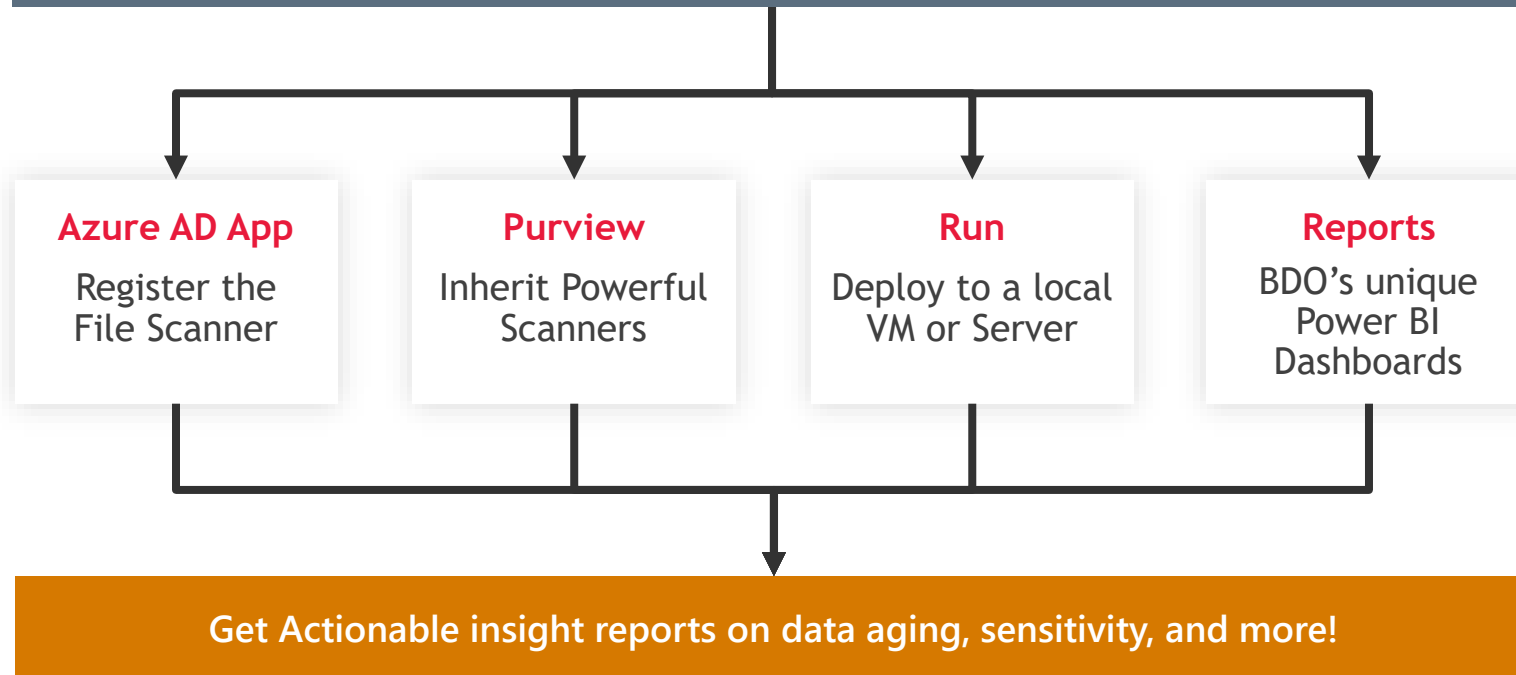 Azure AD App
Register the
File Scanner
Purview
Inherit Powerful
Scanners
Run
Deploy to a local
VM or Server
Reports
BDO’s unique
Power BI
Dashboards
Get Actionable insight reports on data aging, sensitivity, and more!